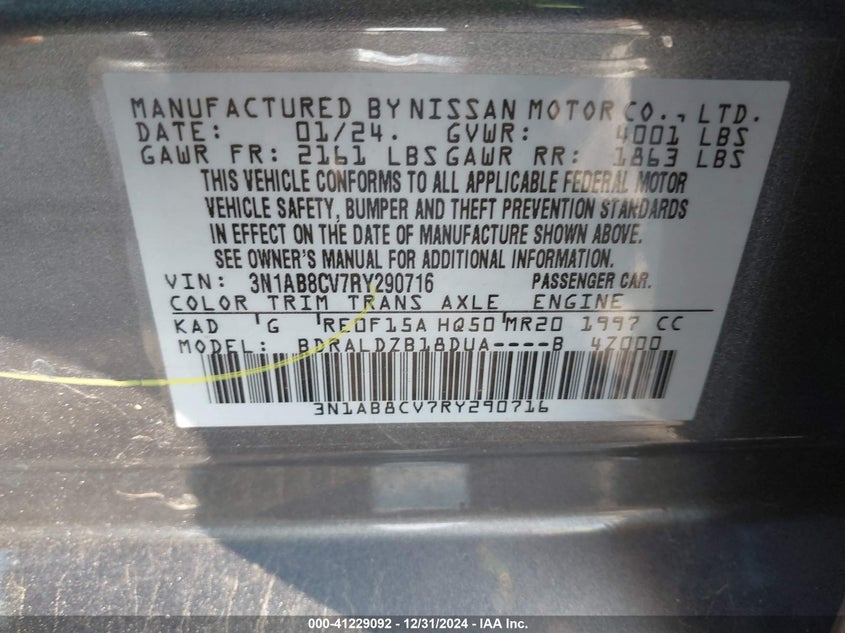 MANUFACTURED BY NISSAN MOTOR CO., LTD.
DATE: 01/24. GVWR: 4001 LBS
GAWR FR: 2161 LBS GAWR RR: 1863 LBS
THIS VEHICLE CONFORMS TO ALL APPLICABLE FEDERAL MOTOR
VEHICLE SAFETY, BUMPER AND THEFT PREVENTION STANDARDS
IN EFFECT ON THE DATE OF MANUFACTURE SHOWN ABOVE.
SEE OWNER'S MANUAL FOR ADDITIONAL INFORMATION.
VIN: 3N1AB8CV7RY290716 PASSENGER CAR.
COLOR TRIM TRANS AXLE ENGINE
KAD G RE0F15A HQ50 MR20 1997 CC
MODEL: BDRALDZB18DUA----B 4Z000
3N1AB8CV7RY290716
000-41229092 - 12/31/2024 - IAA Inc.